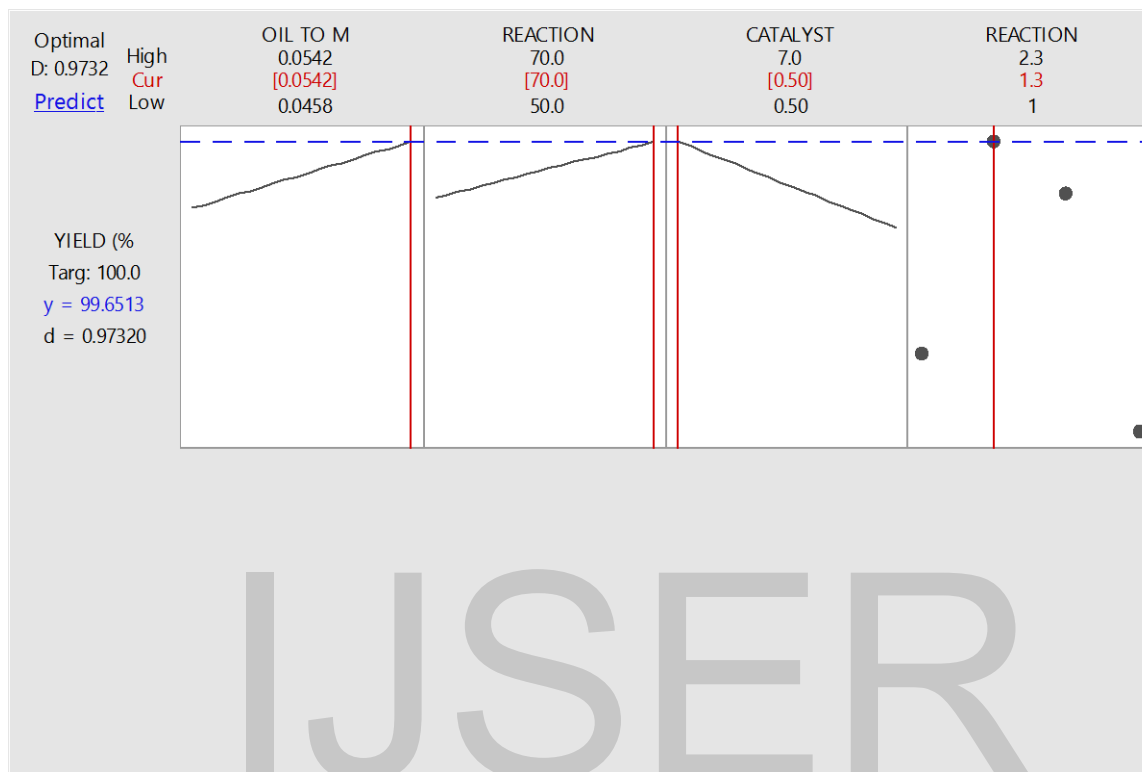 Optimal
D: 0.9732
Predict
High
Cur
Low
OIL TO M
0.0542
[0.0542]
0.0458
REACTION
70.0
[70.0]
50.0
CATALYST
7.0
[0.50]
0.50
REACTION
2.3
1.3
1
YIELD (%
Targ: 100.0
y = 99.6513
d = 0.97320
IJSER